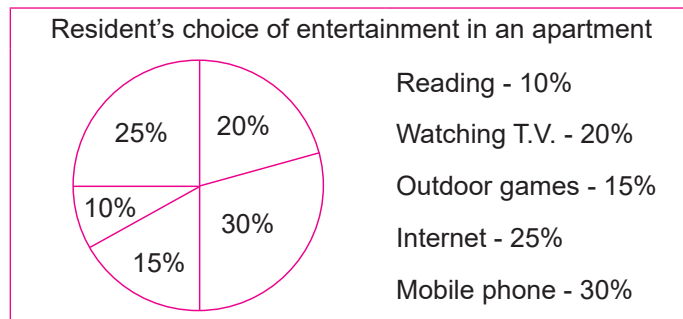 Resident's choice of entertainment in an apartment
25%
20%
10%
30%
15%
Reading - 10%
Watching T.V. - 20%
Outdoor games - 15%
Internet - 25%
Mobile phone - 30%